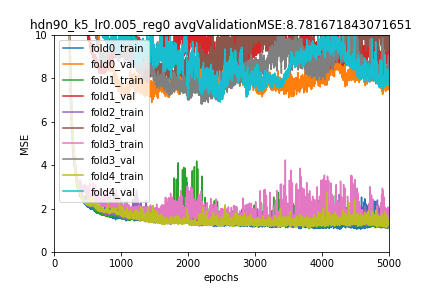 hdn90_k5_lr0.005_reg0 avgValidationMSE:8.781671843071651
MSE
10
8
6
4
2
0
fold0_train
fold0_val
fold1_train
fold1_val
fold2_train
fold2_val
fold3_train
fold3_val
fold4_train
fold4_val
0 1000 2000 3000 4000 5000
epochs